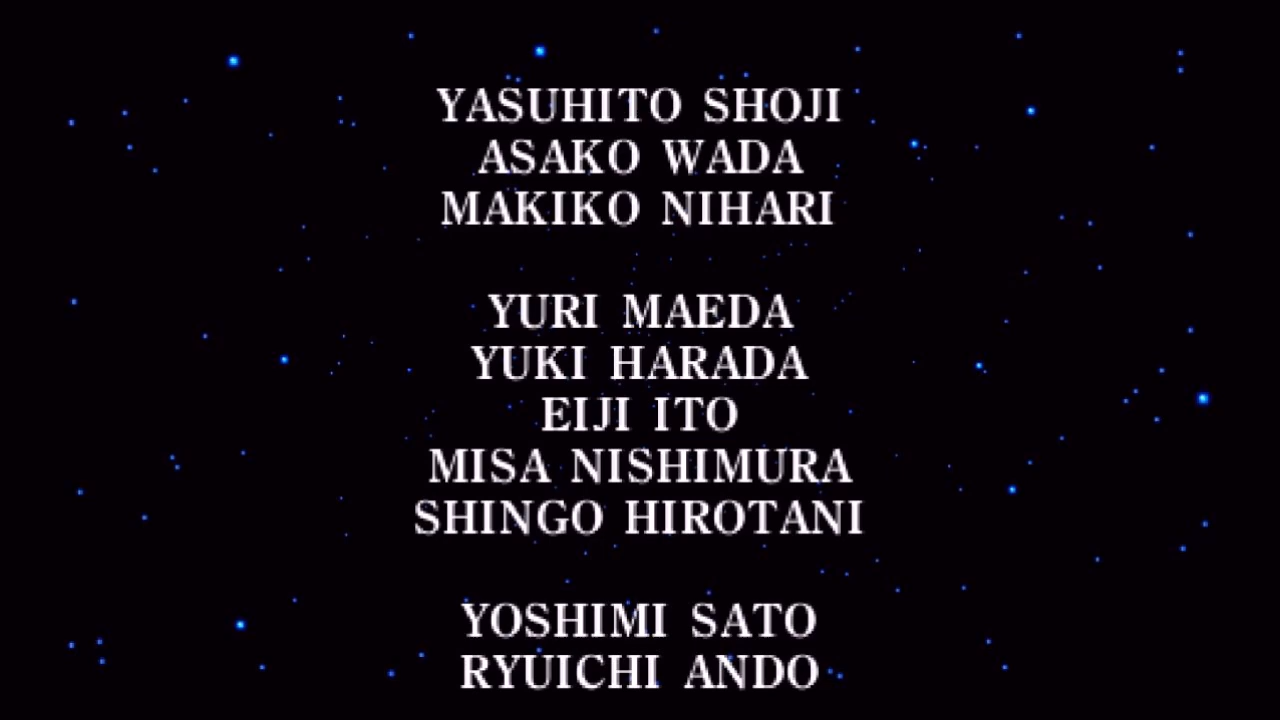 YASUHITO SHOJI
ASAKO WADA
MAKIKO NIHARI
YURI MAEDA
YUKI HARADA
EIJI ITO
MISA NISHIMURA
SHINGO HIROTANI
YOSHIMI SATO
RYUICHI ANDO